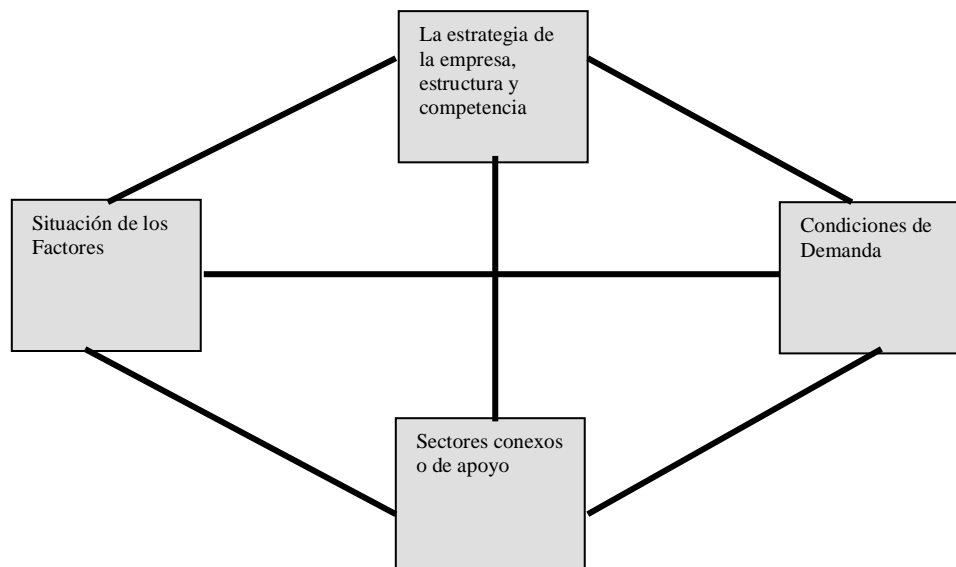 La estrategia de
la empresa,
estructura y
competencia
Situación de los
Factores
Condiciones de
Demanda
Sectores conexos
o de apoyo